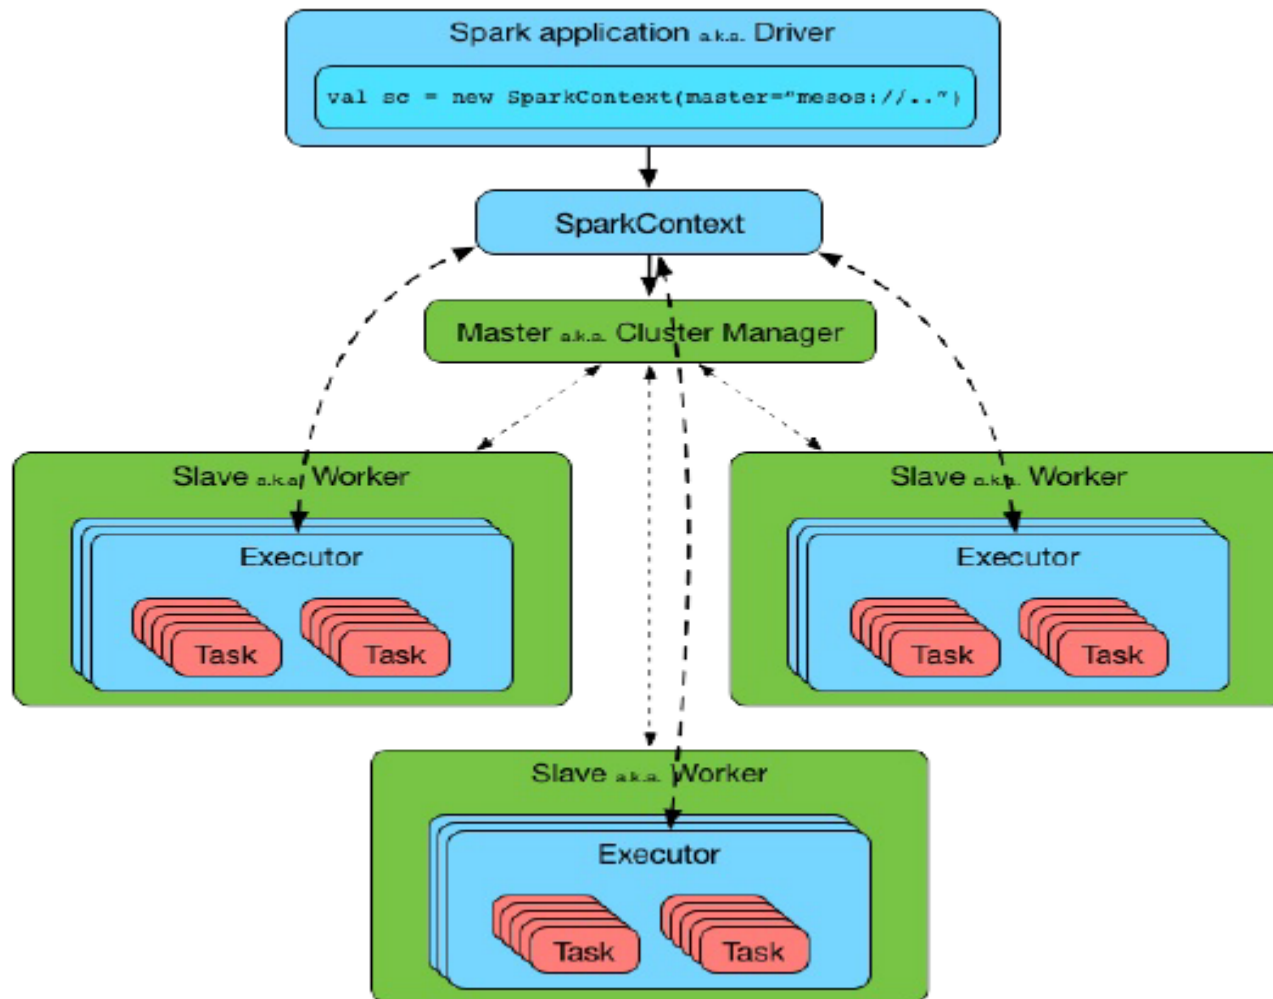 Spark application a.k.a. Driver
val sc = new SparkContext(master="mesos://..")
SparkContext
Master a.k.a. Cluster Manager
Slave a.k.a. Worker
Executor
Task
Task
Slave a.k.a. Worker
Executor
Task
Task
Slave a.k.a. Worker
Executor
Task
Task